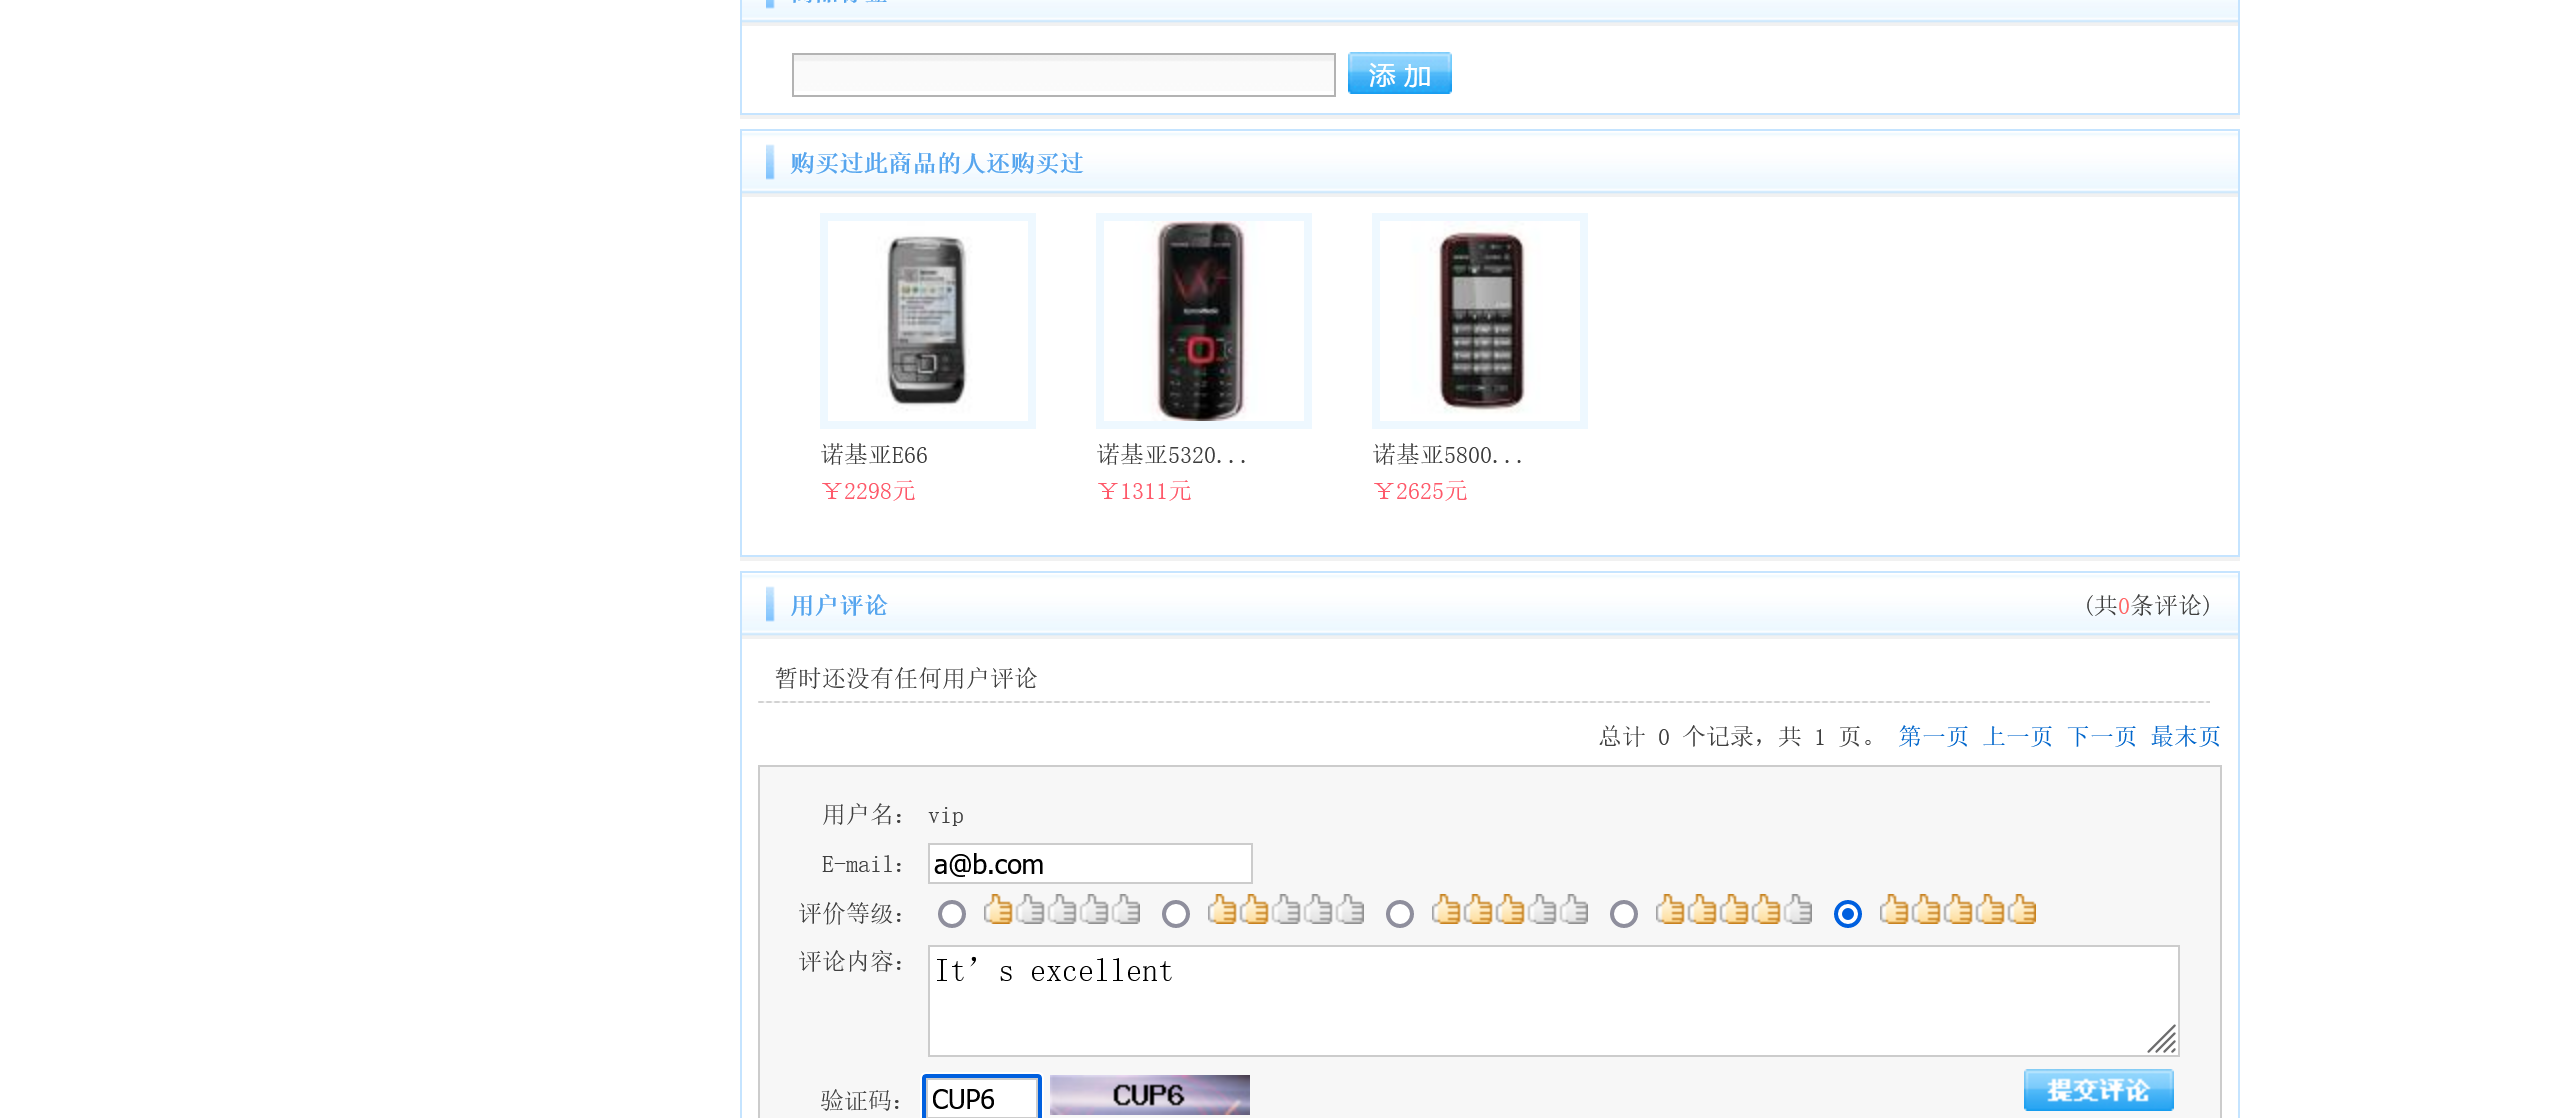 添 加
购买过此商品的人还购买过
诺基亚E66
诺基亚5320...
诺基亚5800...
￥2298元
￥1311元
￥2625元
用户评论
(共0条评论)
暂时还没有任何用户评论
总计 0 个记录，共 1 页。 第一页 上一页 下一页 最末页
用户名： vip
E-mail： a@b.com
评价等级：
评论内容： It’s excellent
验证码： CUP6 CUP6
提交评论